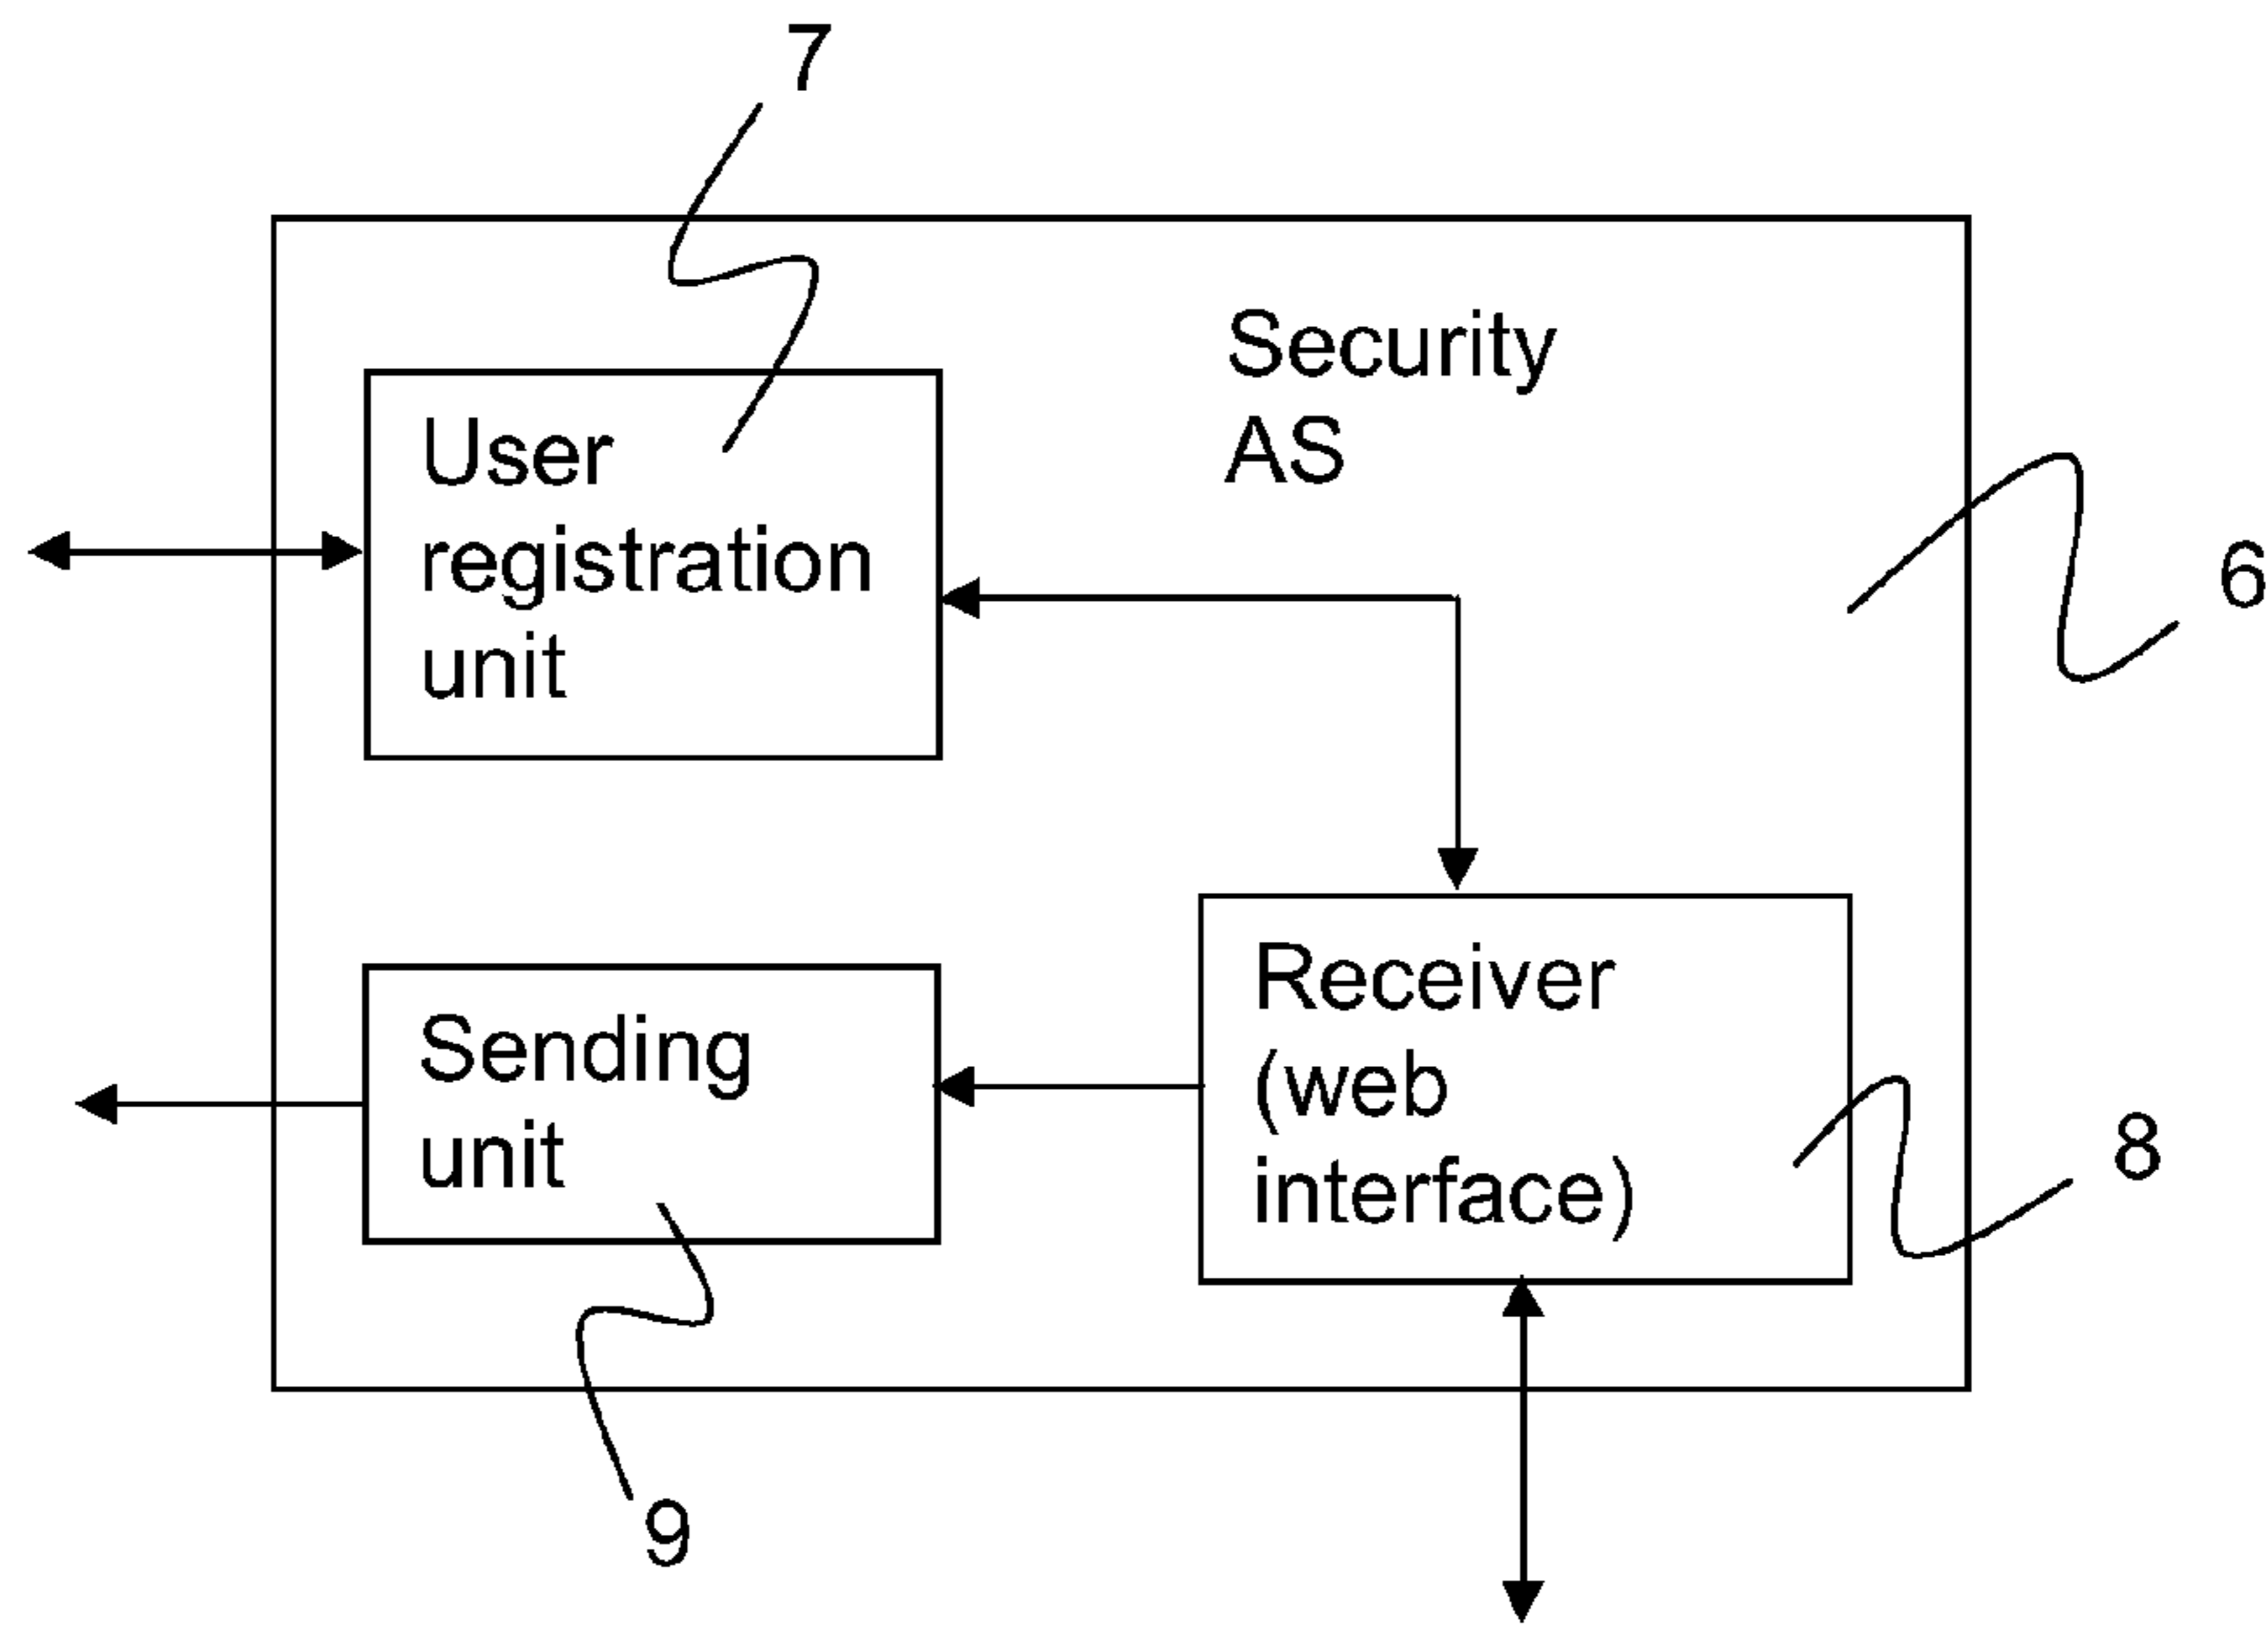 7
Security
AS
User
registration
unit
6
Receiver
(web
interface)
Sending
unit
8
9